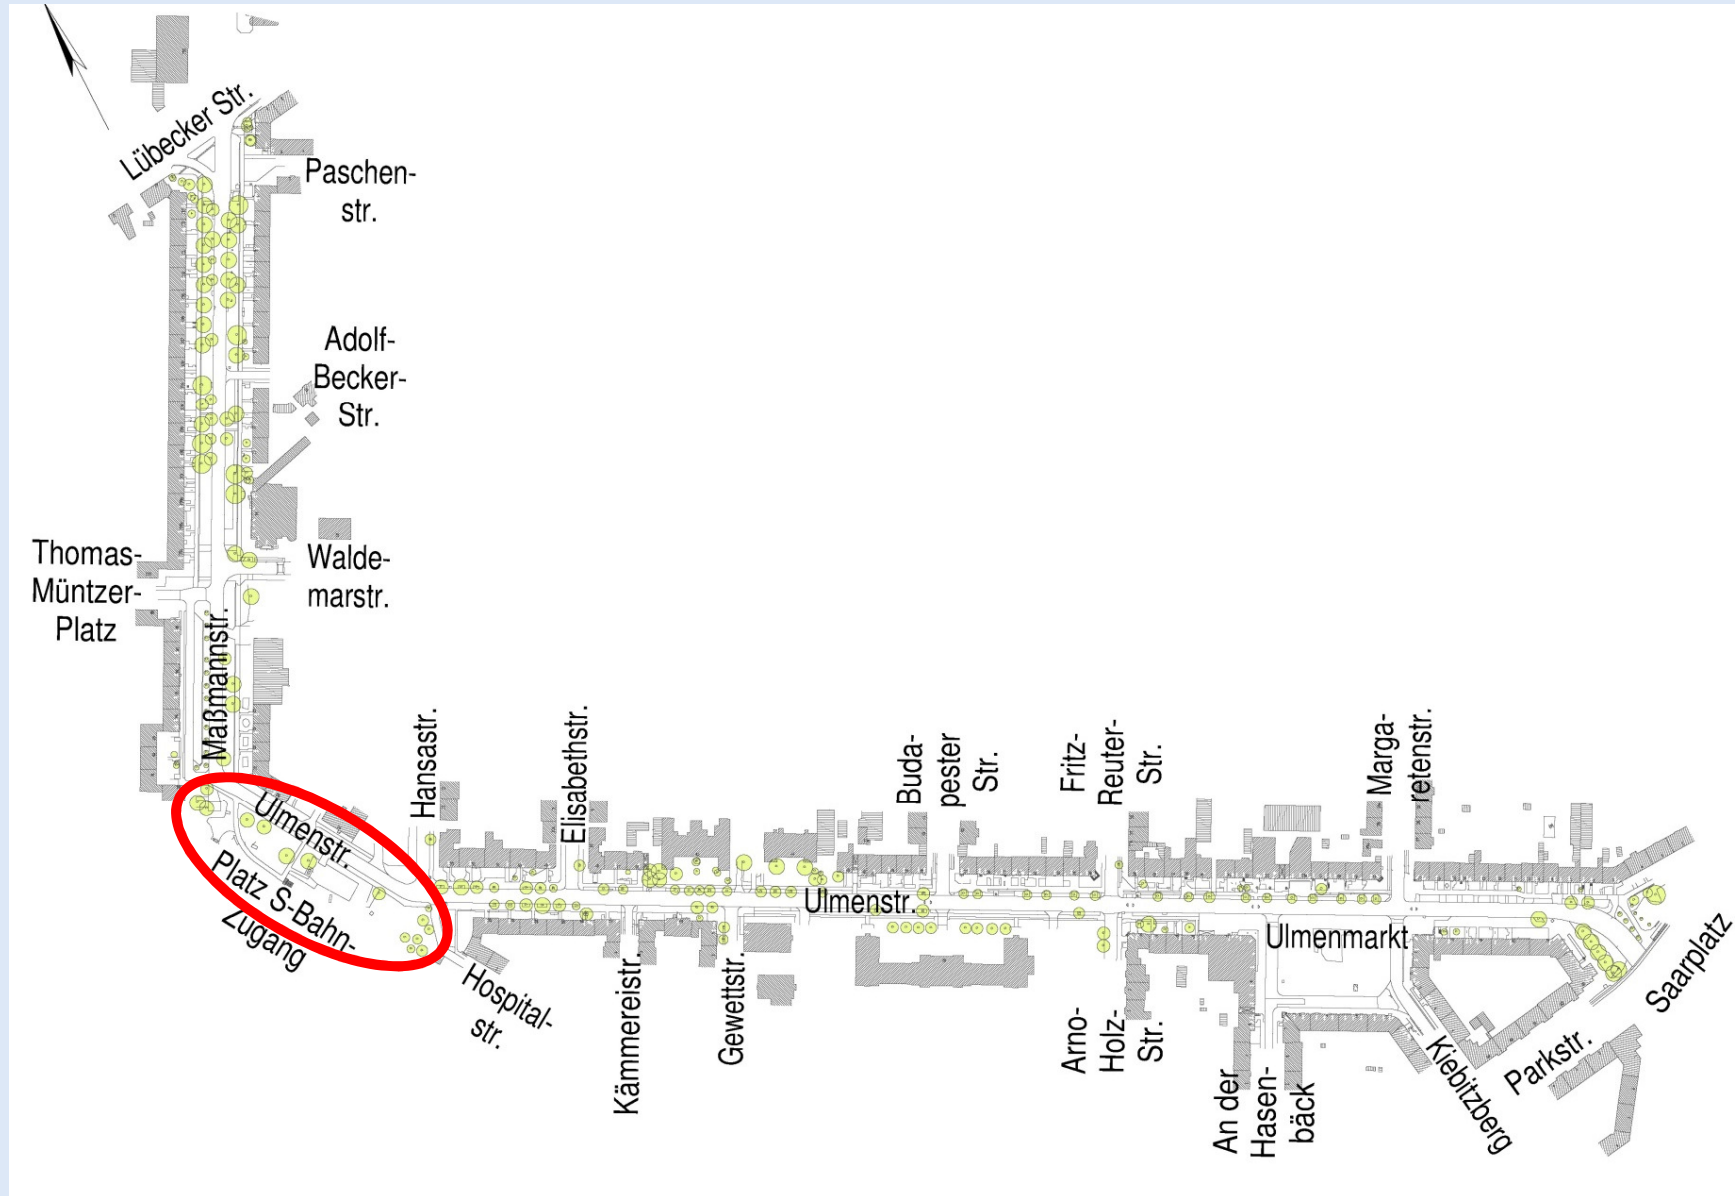 Lübecker Str.
Paschen-
str.
Adolf-
Becker-
Str.
Thomas-
Müntzer-
Platz
Walde-
marstr.
Maßmannstr.
Ulmenstr.
Platz S-Bahn-
Zugang
Hansastr.
Hospital-
str.
Elisabethstr.
Kämmereistr.
Gewettstr.
Ulmenstr.
Buda-
pester
Str.
Fritz-
Reuter-
Str.
Arno-
Holz-
Str.
Marga-
retenstr.
Ulmenmarkt
An der
Hasen-
bäck
Kiebitzberg
Parkstr.
Saarplatz